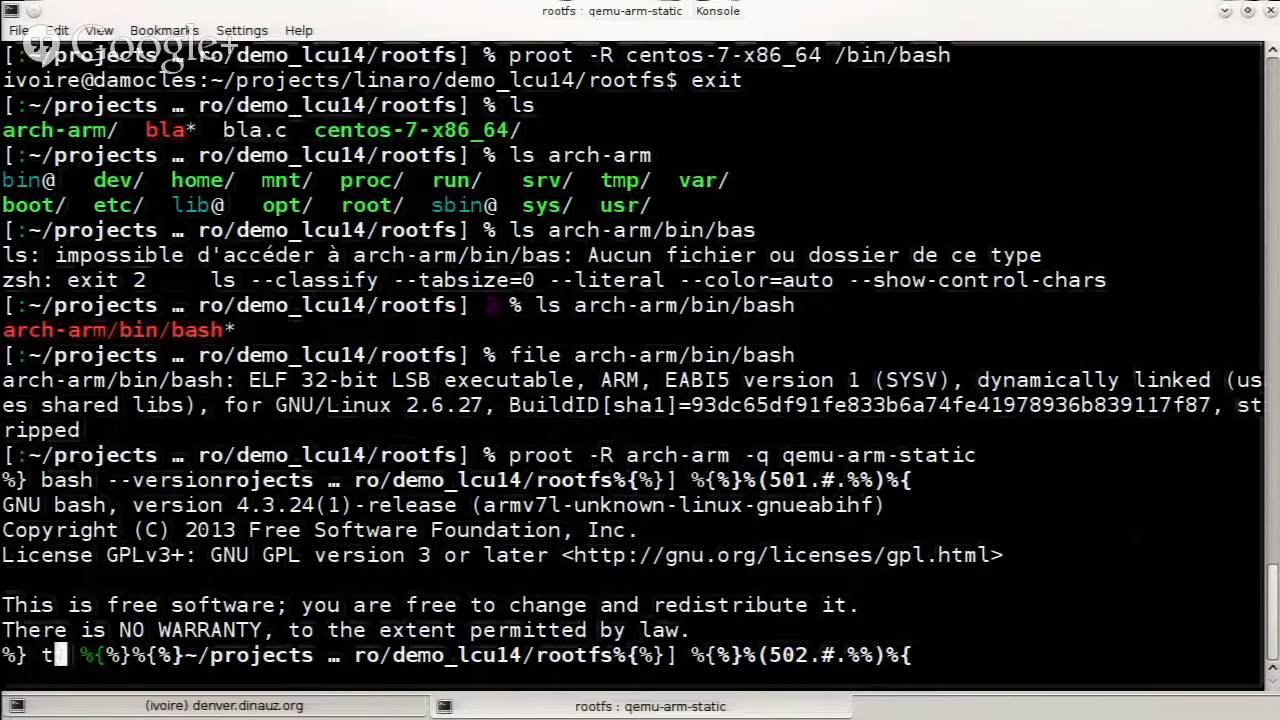 rootfs : qemu-arm-static Konsole
File Edit View Bookmarks Settings Help
Google+
[:~/projects … ro/demo_lcu14/rootfs] % proot -R centos-7-x86_64 /bin/bash
ivoire@damocles:~/projects/linaro/demo_lcu14/rootfs$ exit
[:~/projects … ro/demo_lcu14/rootfs] % ls
arch-arm/ bla* bla.c centos-7-x86_64/
[:~/projects … ro/demo_lcu14/rootfs] % ls arch-arm
bin@ dev/ home/ mnt/ proc/ run/ srv/ tmp/ var/
boot/ etc/ lib@ opt/ root/ sbin@ sys/ usr/
[:~/projects … ro/demo_lcu14/rootfs] % ls arch-arm/bin/bas
ls: impossible d'accéder à arch-arm/bin/bas: Aucun fichier ou dossier de ce type
zsh: exit 2 ls --classify --tabsize=0 --literal --color=auto --show-control-chars
[:~/projects … ro/demo_lcu14/rootfs] % ls arch-arm/bin/bash
arch-arm/bin/bash*
[:~/projects … ro/demo_lcu14/rootfs] % file arch-arm/bin/bash
arch-arm/bin/bash: ELF 32-bit LSB executable, ARM, EABI5 version 1 (SYSV), dynamically linked (us
es shared libs), for GNU/Linux 2.6.27, BuildID[sha1]=93dc65df91fe833b6a74fe41978936b839117f87, st
ripped
[:~/projects … ro/demo_lcu14/rootfs] % proot -R arch-arm -q qemu-arm-static
%} bash --versionrojects … ro/demo_lcu14/rootfs%{%}] %{%}%(501.#.%%)%{
GNU bash, version 4.3.24(1)-release (armv7l-unknown-linux-gnueabihf)
Copyright (C) 2013 Free Software Foundation, Inc.
License GPLv3+: GNU GPL version 3 or later <http://gnu.org/licenses/gpl.html>
This is free software; you are free to change and redistribute it.
There is NO WARRANTY, to the extent permitted by law.
%} t %{%}%{%}~/projects … ro/demo_lcu14/rootfs%{%}] %{%}%(502.#.%%)%{
(ivoire) denver.dinauz.org
rootfs : qemu-arm-static